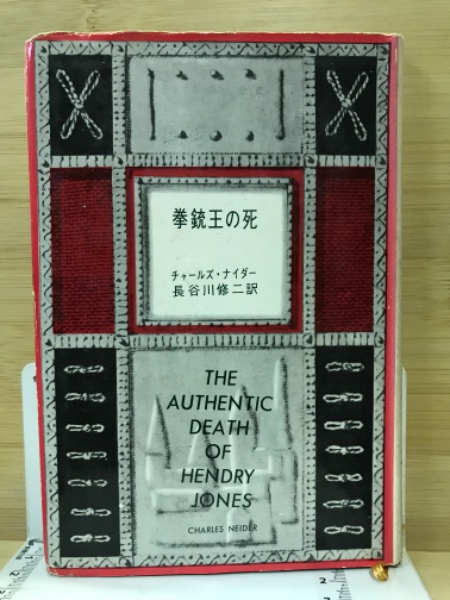 拳銃王の死
チャールズ・ナイダー
長谷川修二訳
THE
AUTHENTIC
DEATH
OF
HENDRY
JONES
CHARLES NEIDER